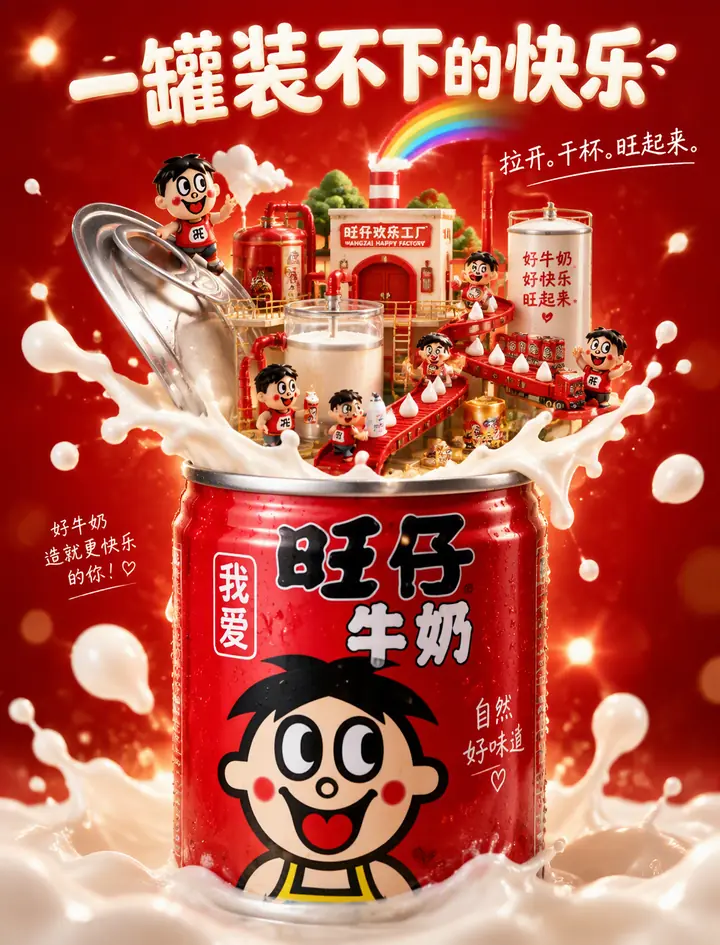 一罐装不下的快乐
拉开。干杯。旺起来。
旺仔欢乐工厂
WANGZAI HAPPY FACTORY
好牛奶
好快乐
旺起来
旺
好牛奶
造就更快乐
的你！
我爱
旺仔
牛奶
自然
好味道